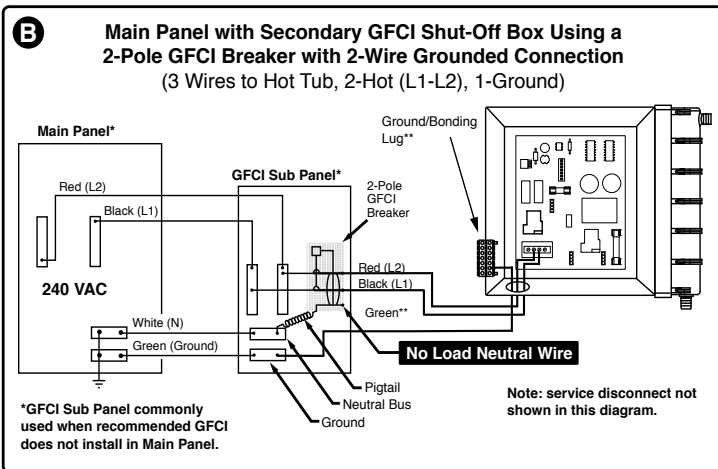 B
Main Panel with Secondary GFCI Shut-Off Box Using a
2-Pole GFCI Breaker with 2-Wire Grounded Connection
(3 Wires to Hot Tub, 2-Hot (L1-L2), 1-Ground)
Main Panel*
Red (L2)
Black (L1)
240 VAC
White (N)
Green (Ground)
GFCI Sub Panel*
2-Pole
GFCI
Breaker
Ground/Bonding
Lug**
Red (L2)
Black (L1)
Green**
No Load Neutral Wire
Pigtail
Neutral Bus
Ground
*GFCI Sub Panel commonly
used when recommended GFCI
does not install in Main Panel.
Note: service disconnect not
shown in this diagram.